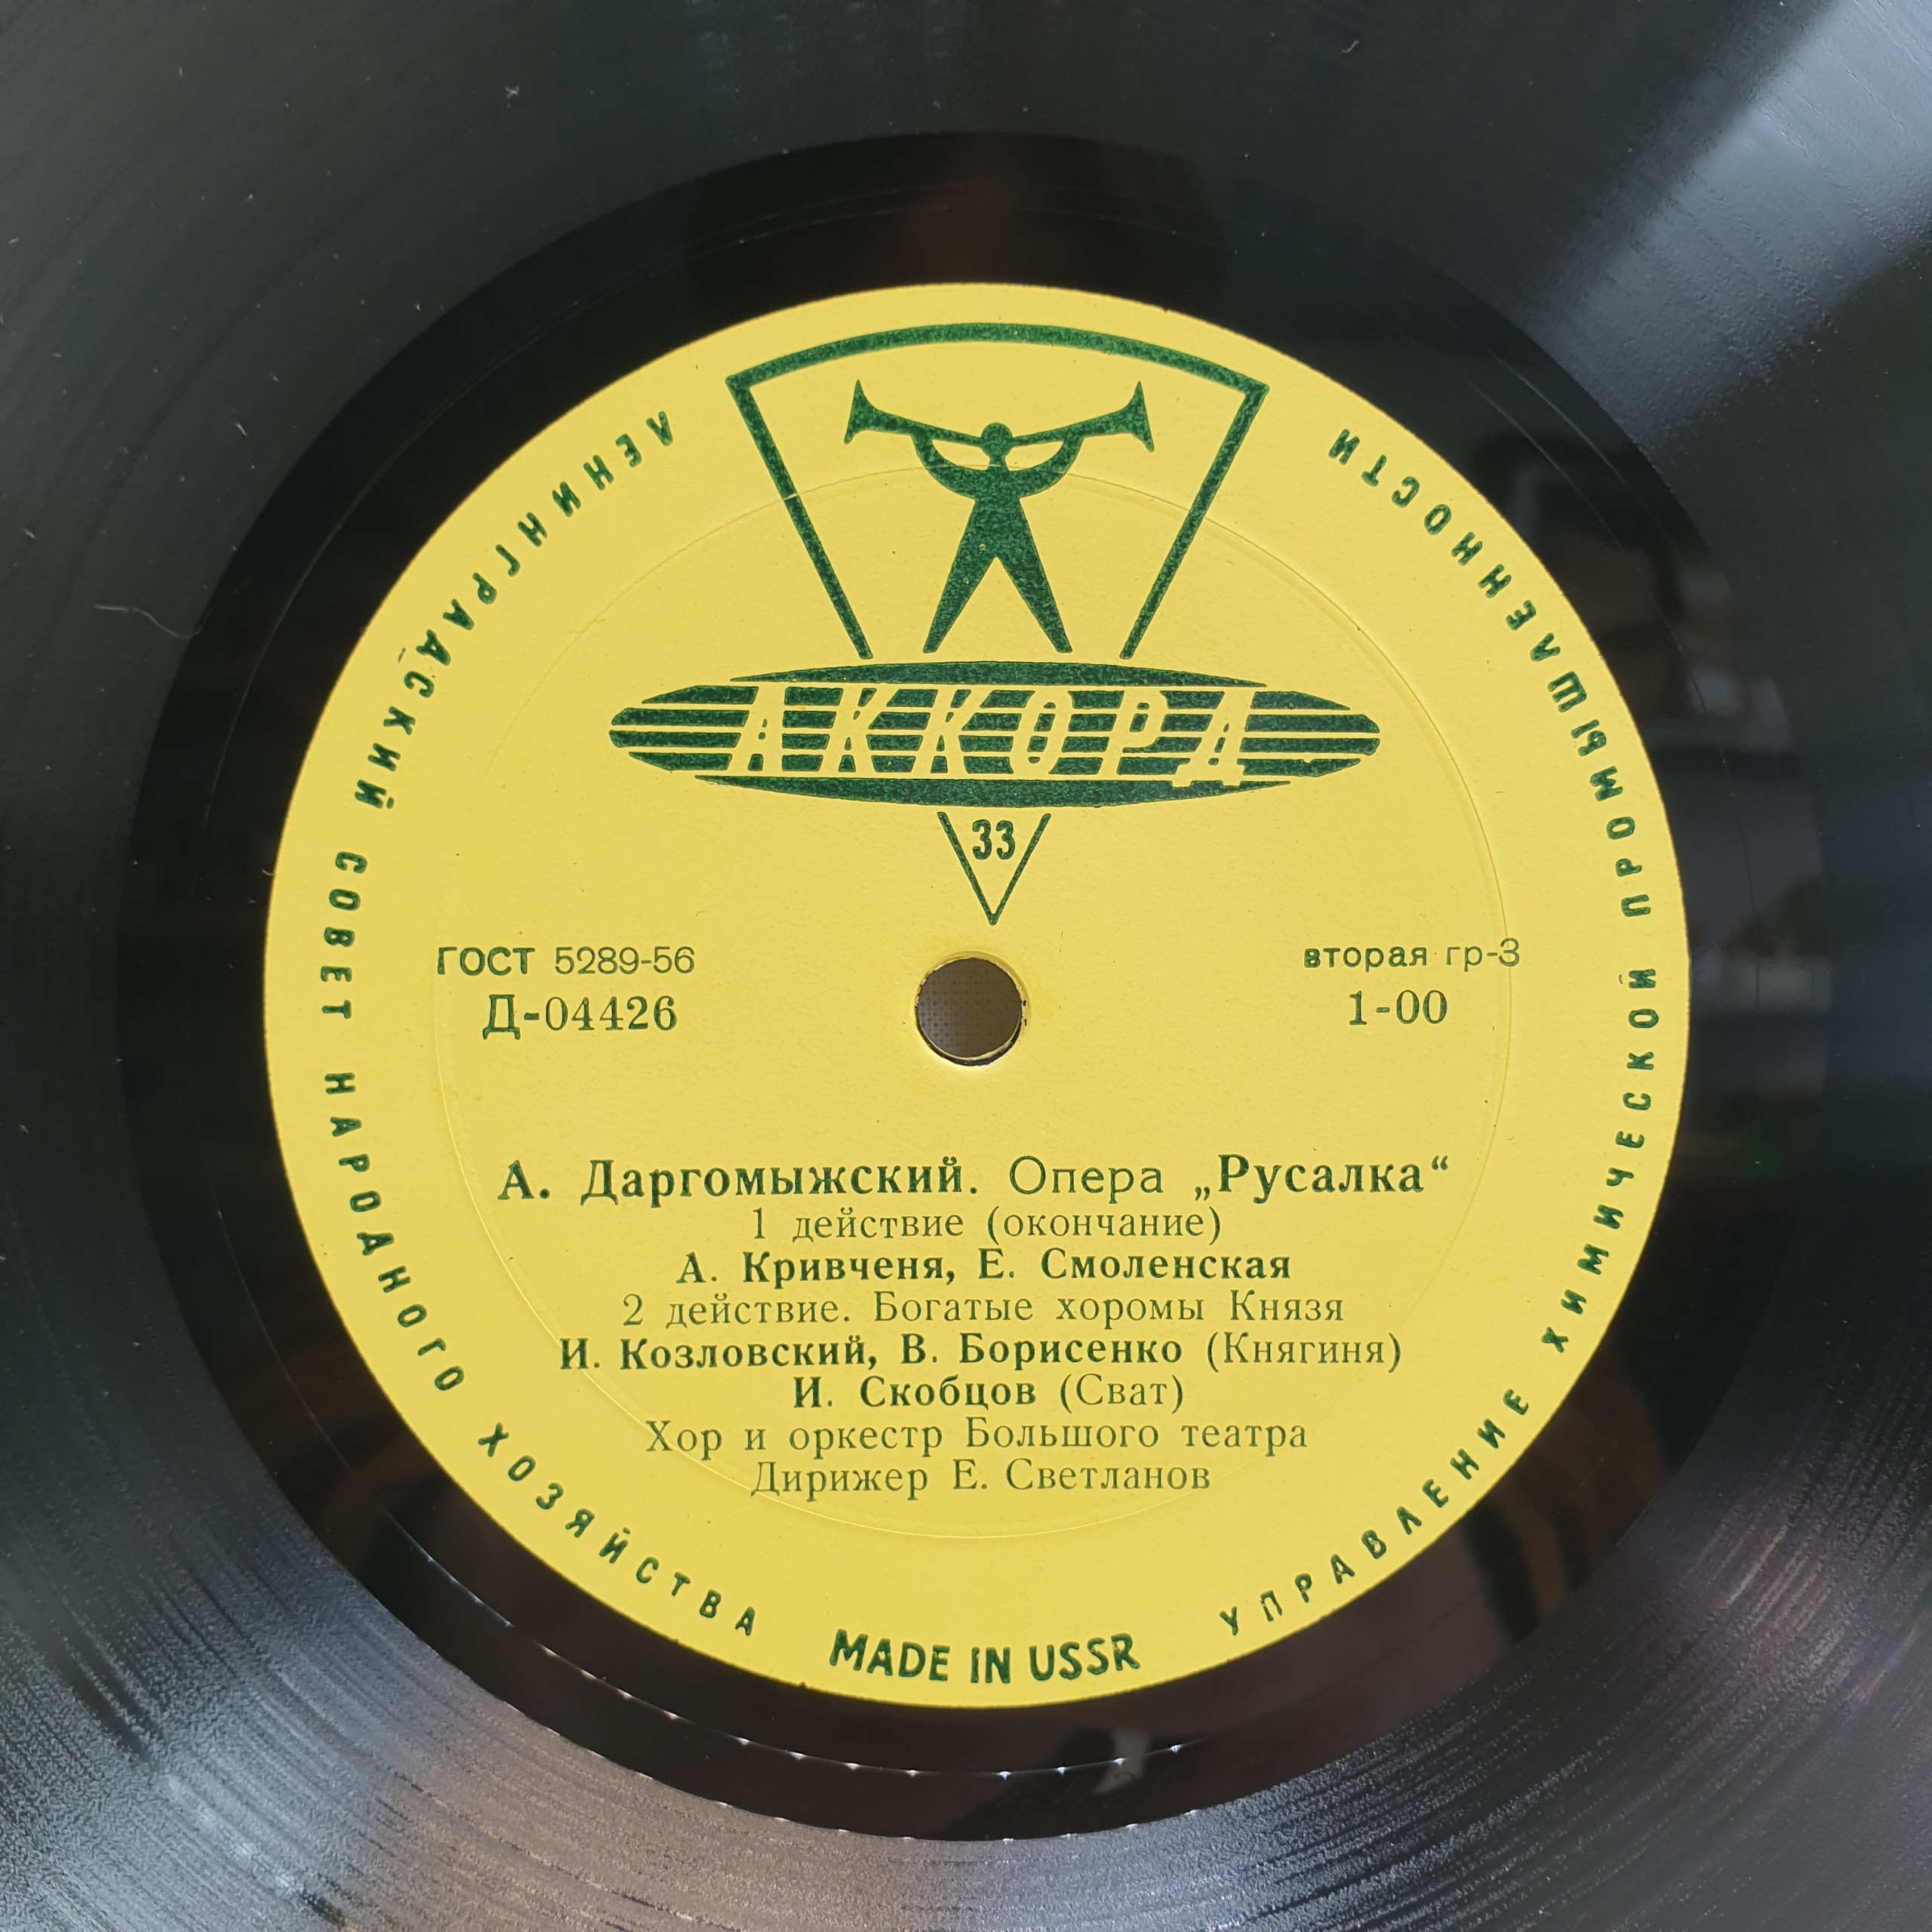 ЛЕНИНГРАДСКИЙ СОВЕТ НАРОДНОГО ХОЗЯЙСТВА
УПРАВЛЕНИЕ ХИМИЧЕСКОЙ ПРОМЫШЛЕННОСТИ
АККОРД
33
ГОСТ 5289-56
Д-04426
вторая гр-3
1-00
А. Даргомыжский. Опера „Русалка“
1 действие (окончание)
А. Кривченя, Е. Смоленская
2 действие. Богатые хоромы Князя
И. Козловский, В. Борисенко (Княгиня)
И. Скобцов (Сват)
Хор и оркестр Большого театра
Дирижер Е. Светланов
MADE IN USSR